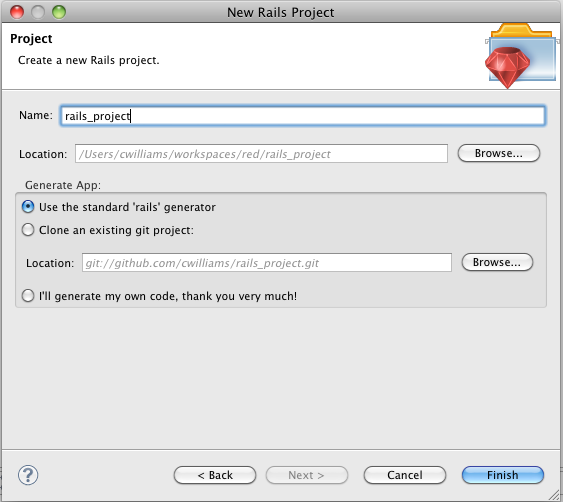 New Rails Project
Project
Create a new Rails project.
Name: rails_project
Location: /Users/cwilliams/workspaces/red/rails_project Browse...
Generate App:
Use the standard 'rails' generator
Clone an existing git project:
Location: git://github.com/cwilliams/rails_project.git Browse...
I'll generate my own code, thank you very much!
? < Back Next > Cancel Finish